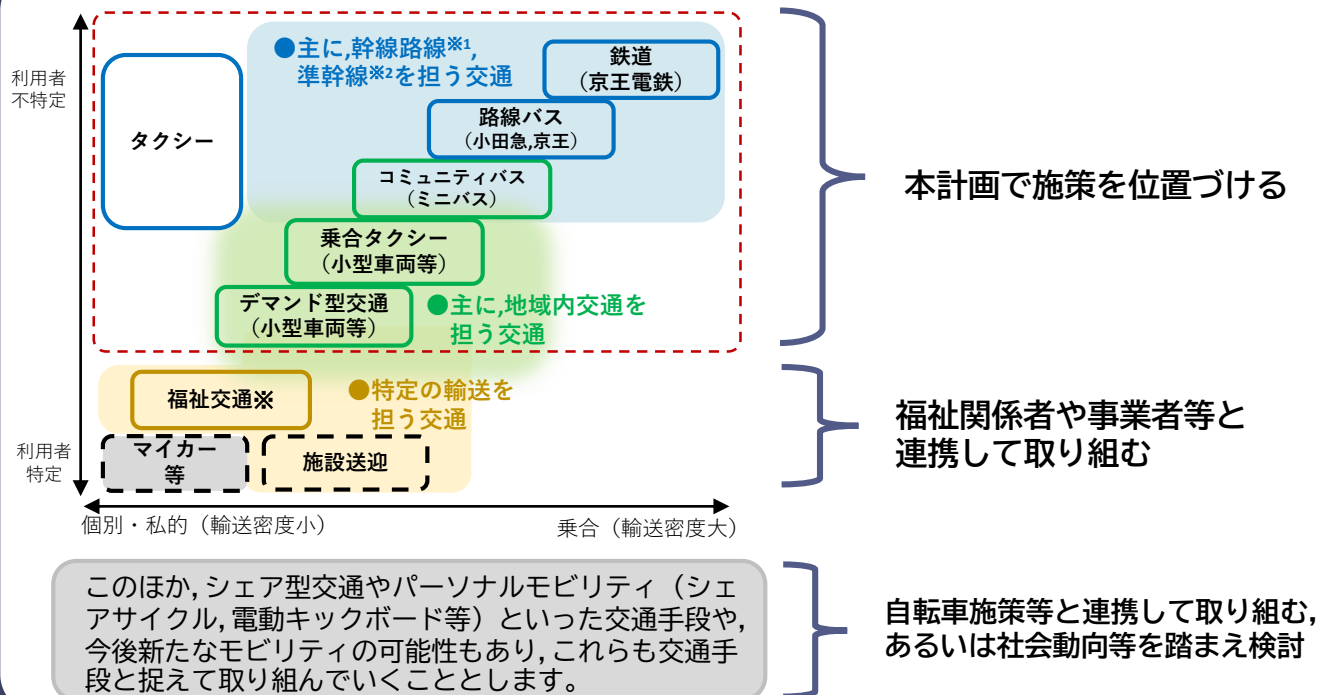 利用者
不特定
●主に,幹線路線※1,
準幹線※2を担う交通
鉄道
(京王電鉄)
タクシー
路線バス
(小田急,京王)
コミュニティバス
(ミニバス)
乗合タクシー
(小型車両等)
デマンド型交通
(小型車両等)
●主に,地域内交通を
担う交通
本計画で施策を位置づける
福祉交通※
●特定の輸送を
担う交通
利用者
特定
マイカー
等
施設送迎
福祉関係者や事業者等と
連携して取り組む
個別・私的（輸送密度小）
乗合（輸送密度大）
このほか,シェア型交通やパーソナルモビリティ（シェ
アサイクル,電動キックボード等）といった交通手段や,
今後新たなモビリティの可能性もあり,これらも交通手
段と捉えて取り組んでいくこととします。
自転車施策等と連携して取り組む,
あるいは社会動向等を踏まえ検討